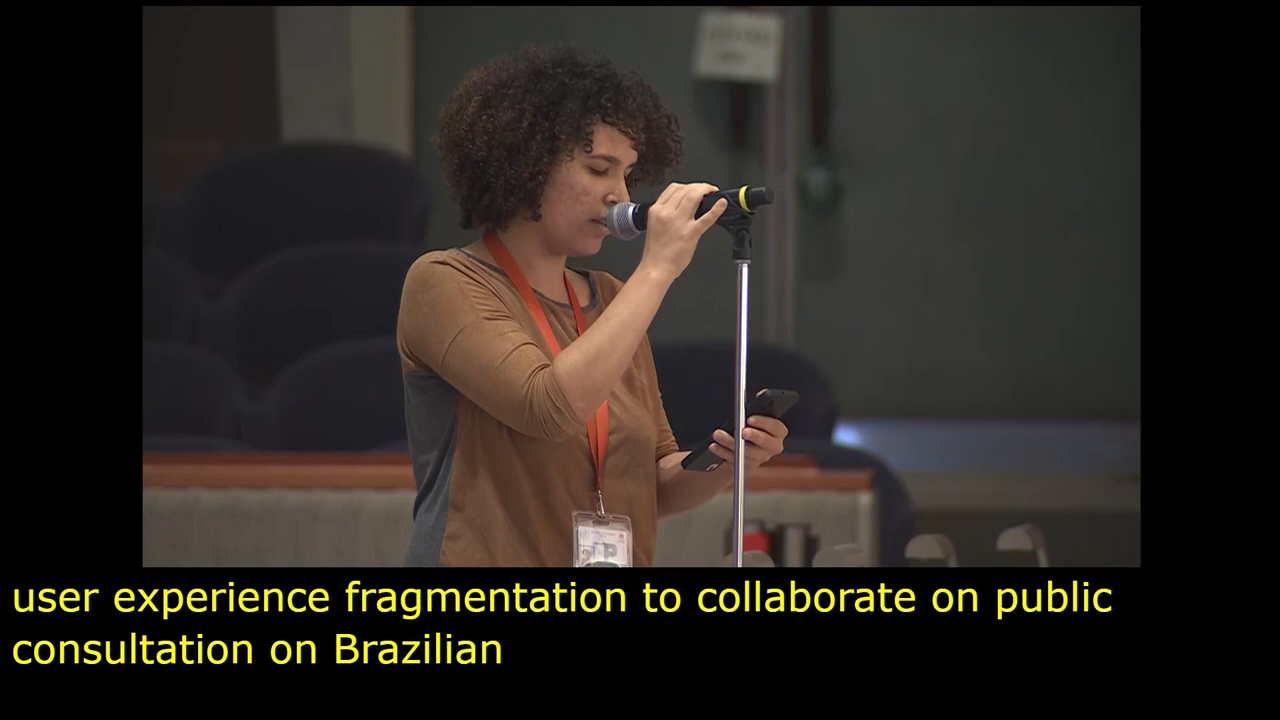 user experience fragmentation to collaborate on public
consultation on Brazilian